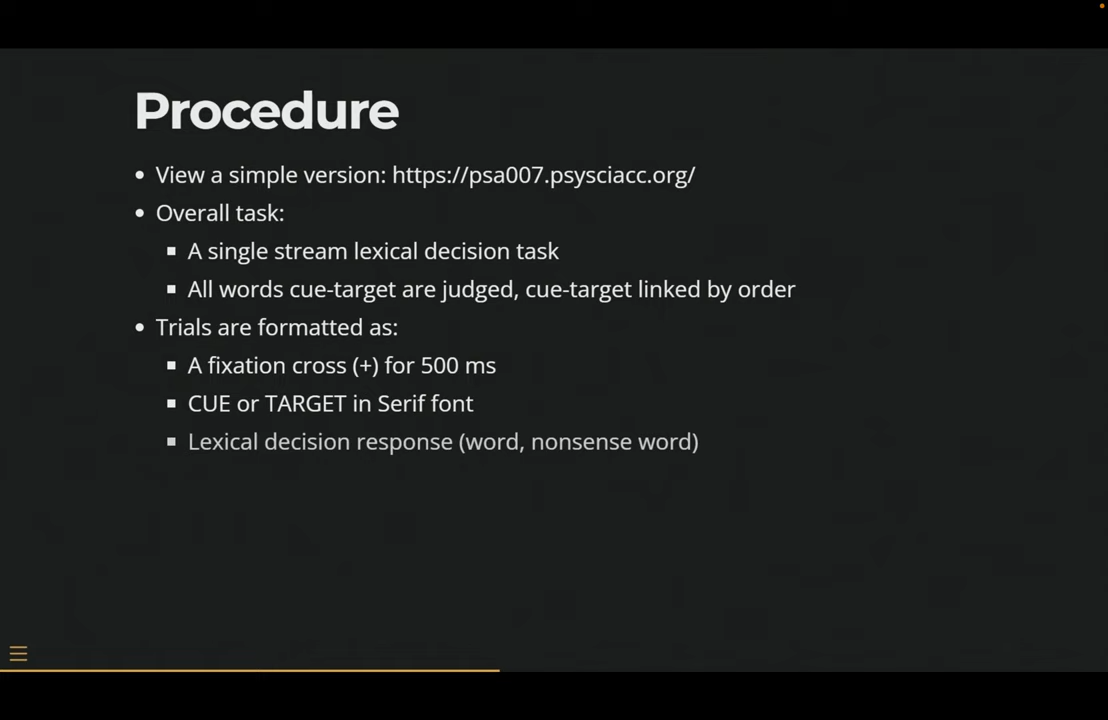 Procedure
View a simple version: https://psa007.psysciacc.org/
Overall task:
A single stream lexical decision task
All words cue-target are judged, cue-target linked by order
Trials are formatted as:
A fixation cross (+) for 500 ms
CUE or TARGET in Serif font
Lexical decision response (word, nonsense word)